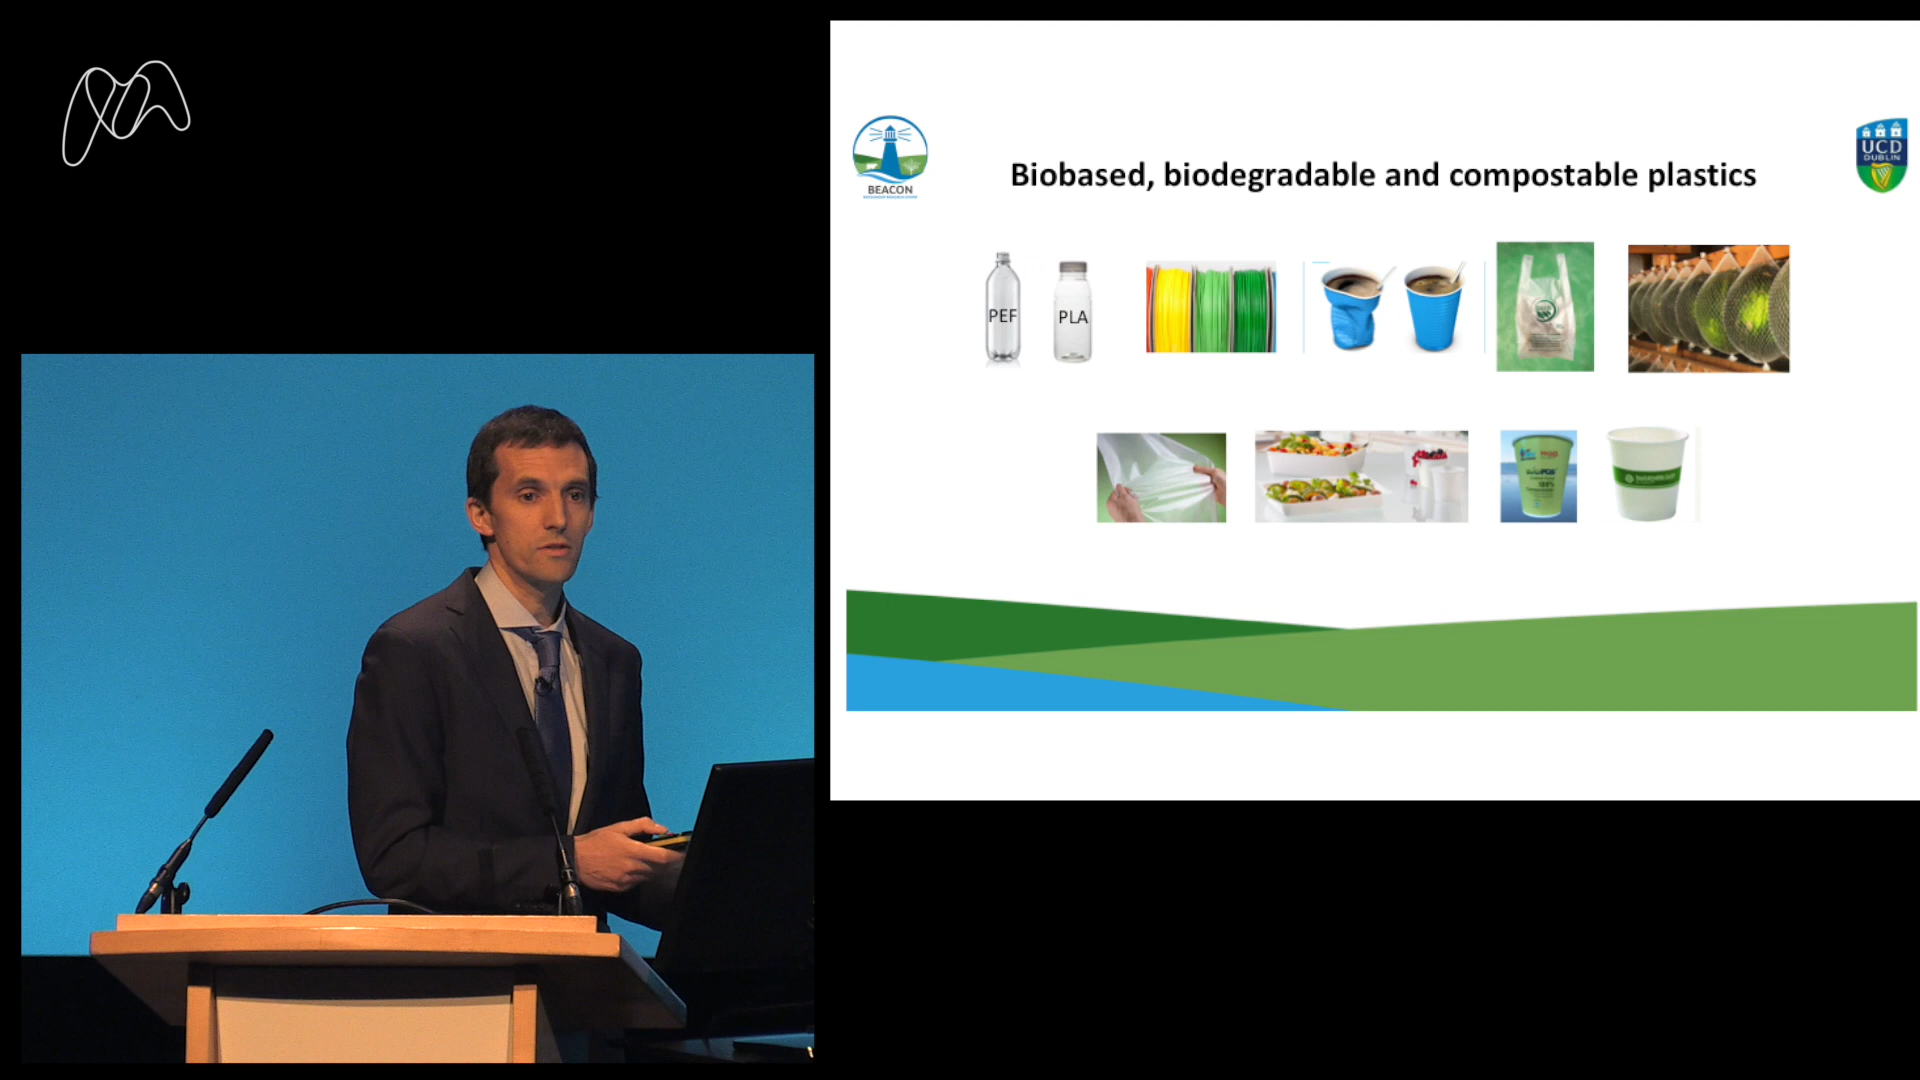 BEACON
Biobased, biodegradable and compostable plastics
UCD
DUBLIN
PEF
PLA